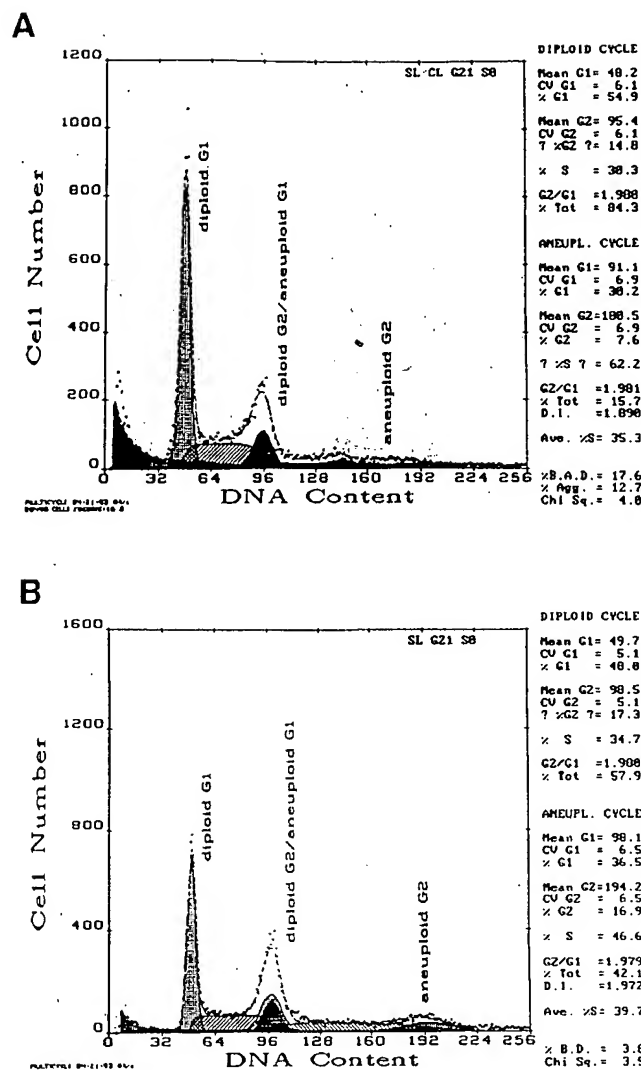 A
1200
1000
800
600
400
200
0
Cell Number
SL CL G21 S8
diploid G1
diploid G2/aneuploid G1
aneuploid G2
0 32 64 96 128 160 192 224 256
DNA Content
DIPLOID CYCLE
Mean G1= 48.2
CV G1 = 6.1
% G1 = 54.9
Mean G2= 95.4
CV G2 = 6.1
? %G2 ?= 14.8
% S = 30.3
G2/G1 =1.980
% Tot = 84.3
ANEUPL. CYCLE
Mean G1= 91.1
CV G1 = 6.9
% G1 = 30.2
Mean G2=180.5
CV G2 = 6.9
% G2 = 7.6
? %S ? = 62.2
G2/G1 =1.981
% Tot = 15.7
D.I. =1.890
Ave. %S= 35.3
%B.A.D.= 17.6
% Agg. = 12.7
Chi Sq.= 4.0
B
1600
1200
800
400
0
Cell Number
SL G21 S8
diploid G1
diploid G2/aneuploid G1
aneuploid G2
0 32 64 96 128 160 192 224 256
DNA Content
DIPLOID CYCLE
Mean G1= 49.7
CV G1 = 5.1
% G1 = 48.0
Mean G2= 98.5
CV G2 = 5.1
? %G2 ?= 17.3
% S = 34.7
G2/G1 =1.980
% Tot = 57.9
ANEUPL. CYCLE
Mean G1= 98.1
CV G1 = 6.5
% G1 = 36.5
Mean G2=194.2
CV G2 = 6.5
% G2 = 16.9
% S = 46.6
G2/G1 =1.979
% Tot = 42.1
D.I. =1.972
Ave. %S= 39.7
% B.D. = 3.8
Chi Sq.= 3.9